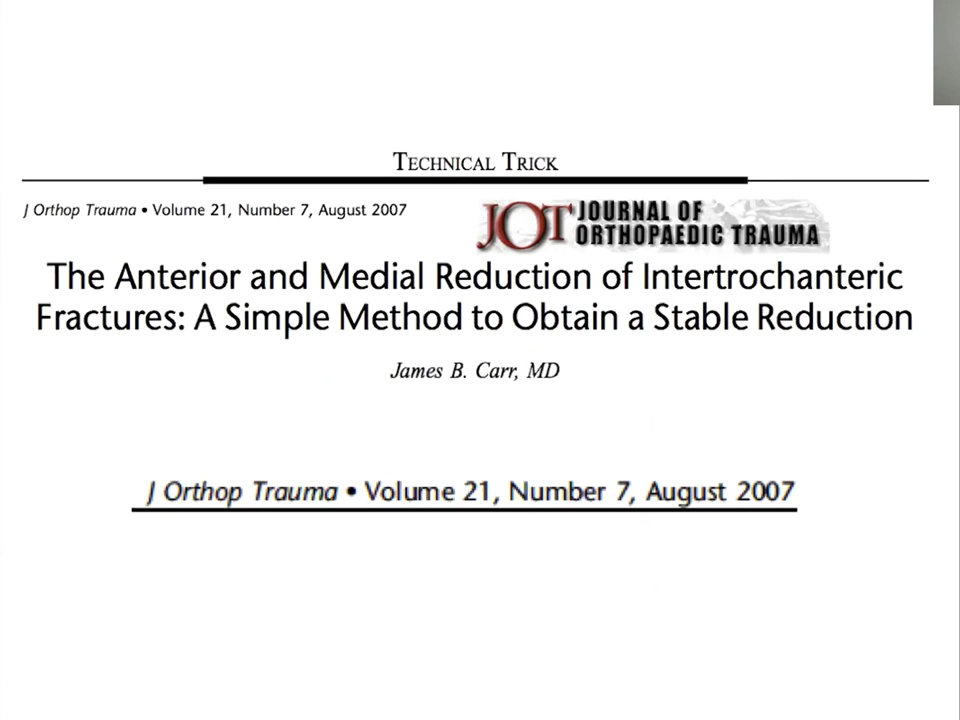 TECHNICAL TRICK
J Orthop Trauma • Volume 21, Number 7, August 2007
JOT JOURNAL OF
ORTHOPAEDIC TRAUMA
The Anterior and Medial Reduction of Intertrochanteric
Fractures: A Simple Method to Obtain a Stable Reduction
James B. Carr, MD
J Orthop Trauma • Volume 21, Number 7, August 2007